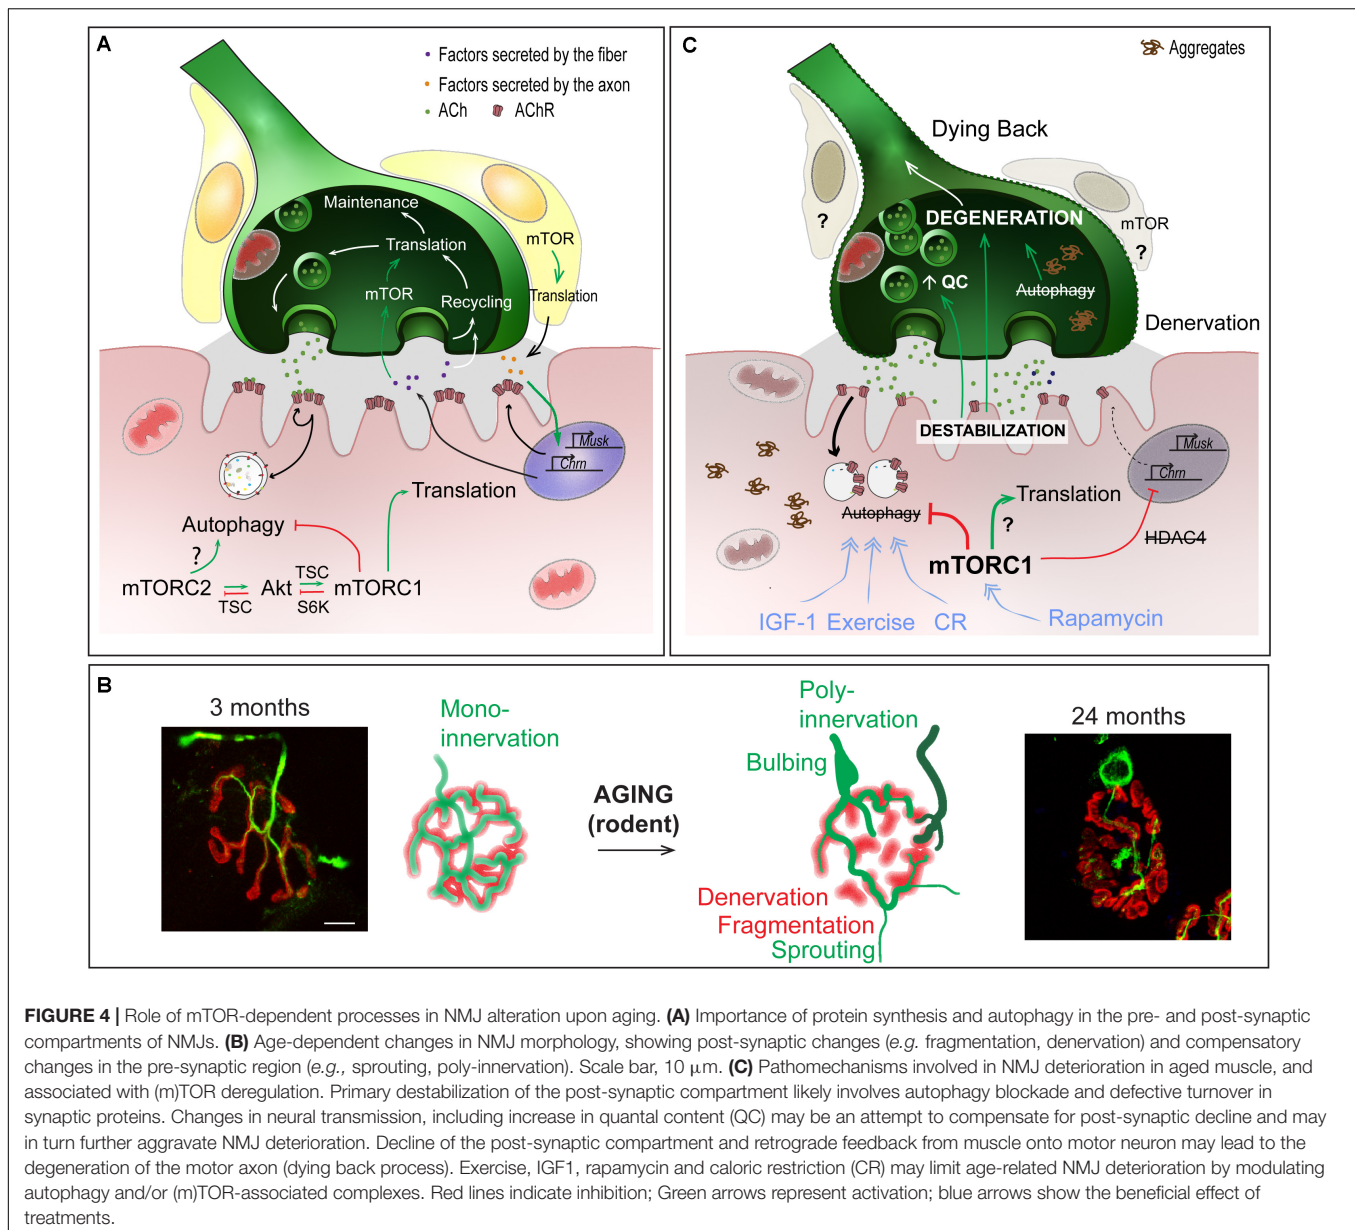 A
Factors secreted by the fiber
Factors secreted by the axon
ACh
AChR
Maintenance
Translation
mTOR
Recycling
mTOR
Translation
Musk
Chrn
Translation
Autophagy
?
mTORC2
TSC
Akt
TSC
S6K
mTORC1
C
Aggregates
Dying Back
DEGENERATION
?
mTOR
?
↑ QC
Autophagy
Denervation
DESTABILIZATION
Musk
Chrn
Translation
?
Autophagy
HDAC4
mTORC1
IGF-1
Exercise
CR
Rapamycin
B
3 months
Mono-
innervation
AGING
(rodent)
Poly-
innervation
Bulbing
Denervation
Fragmentation
Sprouting
24 months
FIGURE 4 | Role of mTOR-dependent processes in NMJ alteration upon aging. (A) Importance of protein synthesis and autophagy in the pre- and post-synaptic
compartments of NMJs. (B) Age-dependent changes in NMJ morphology, showing post-synaptic changes (e.g. fragmentation, denervation) and compensatory
changes in the pre-synaptic region (e.g., sprouting, poly-innervation). Scale bar, 10 μm. (C) Pathomechanisms involved in NMJ deterioration in aged muscle, and
associated with (m)TOR deregulation. Primary destabilization of the post-synaptic compartment likely involves autophagy blockade and defective turnover in
synaptic proteins. Changes in neural transmission, including increase in quantal content (QC) may be an attempt to compensate for post-synaptic decline and may
in turn further aggravate NMJ deterioration. Decline of the post-synaptic compartment and retrograde feedback from muscle onto motor neuron may lead to the
degeneration of the motor axon (dying back process). Exercise, IGF1, rapamycin and caloric restriction (CR) may limit age-related NMJ deterioration by modulating
autophagy and/or (m)TOR-associated complexes. Red lines indicate inhibition; Green arrows represent activation; blue arrows show the beneficial effect of
treatments.